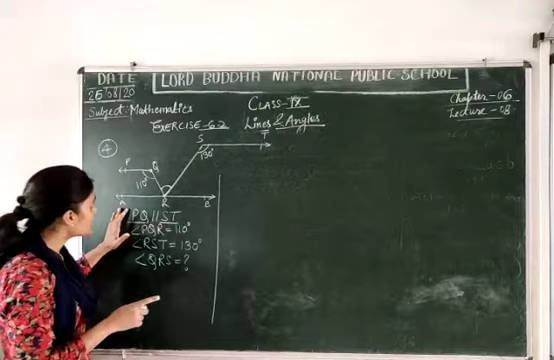 DATE
25/08/20
LORD BUDDHA NATIONAL PUBLIC SCHOOL
Subject: Mathematics
CLASS-IX
Chapter-06
Lecture-08
EXERCISE-6.2
Lines & Angles
4
S
T
130°
P
Q
110°
A
R
B
PQ || ST
∠PQR = 110°
∠RST = 130°
∠QRS = ?